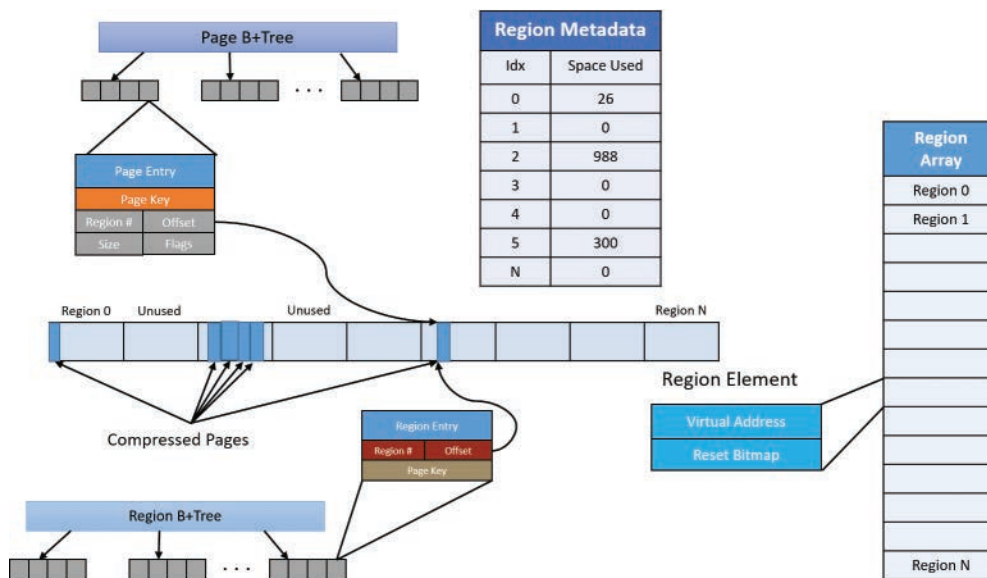 Page B+Tree
. . .
Page Entry
Page Key
Region # Offset
Size Flags
Region Metadata
Idx Space Used
0 26
1 0
2 988
3 0
4 0
5 300
N 0
Region Array
Region 0
Region 1
Region N
Region 0 Unused Unused Region N
Compressed Pages
Region Element
Virtual Address
Reset Bitmap
Region Entry
Region # Offset
Page Key
Region B+Tree
. . .